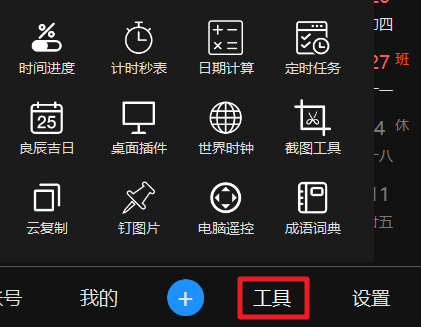 时间进度 计时秒表 日期计算 定时任务
25
良辰吉日 桌面插件 世界时钟 截图工具
云复制 钉图片 电脑遥控 成语词典
初四
27 班
十一
4 休
十八
11
廿五
账号 我的 + 工具 设置